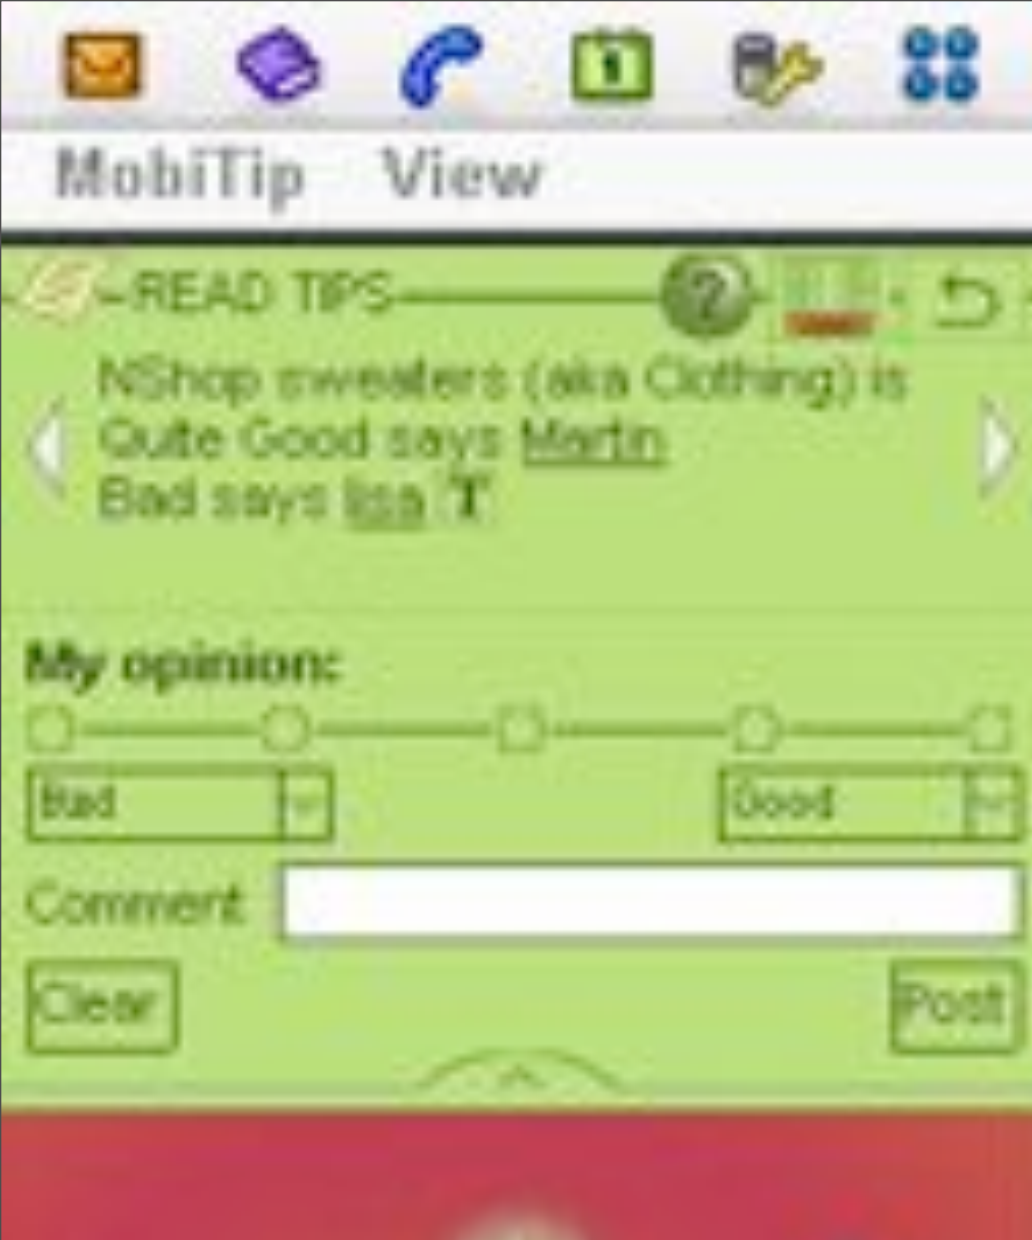 MobiTip View
READ TIPS ?
NShop sweaters (aka Clothing) is
Quite Good says Martin
Bad says lisa T
My opinion:
Bad Good
Comment
Clear Post